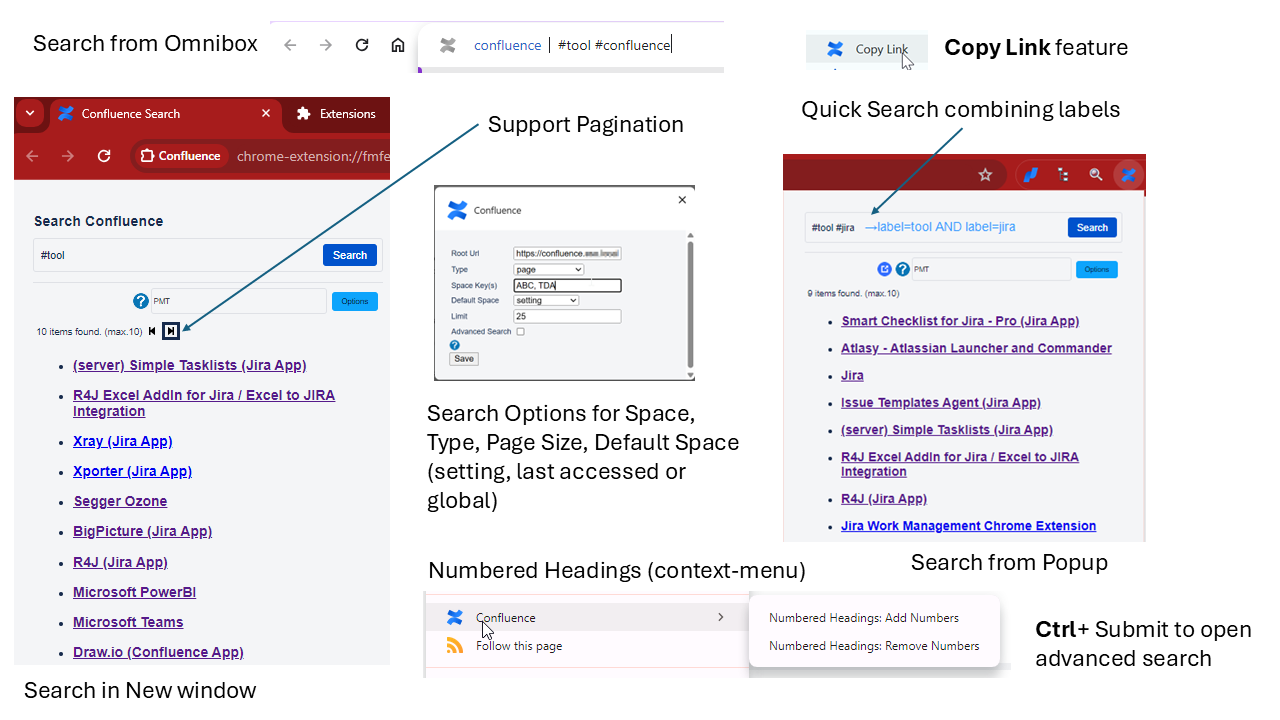 Search from Omnibox
confluence | #tool #confluence
Copy Link
Copy Link feature
Confluence Search
Extensions
Confluence
chrome-extension://fmfe
Search Confluence
#tool
Search
PMT
Options
10 items found. (max.10)
(server) Simple Tasklists (Jira App)
R4J Excel AddIn for Jira / Excel to JIRA
Integration
Xray (Jira App)
Xporter (Jira App)
Segger Ozone
BigPicture (Jira App)
R4J (Jira App)
Microsoft PowerBI
Microsoft Teams
Draw.io (Confluence App)
Search in New window
Support Pagination
Confluence
Root Url
https://confluence.
Type
page
Space Key(s)
ABC, TDA
Default Space
setting
Limit
25
Advanced Search
Save
Search Options for Space,
Type, Page Size, Default Space
(setting, last accessed or
global)
Quick Search combining labels
#tool #jira →label=tool AND label=jira
Search
PMT
Options
9 items found. (max.10)
Smart Checklist for Jira - Pro (Jira App)
Atlasy - Atlassian Launcher and Commander
Jira
Issue Templates Agent (Jira App)
(server) Simple Tasklists (Jira App)
R4J Excel AddIn for Jira / Excel to JIRA
Integration
R4J (Jira App)
Jira Work Management Chrome Extension
Search from Popup
Numbered Headings (context-menu)
Confluence
Follow this page
Numbered Headings: Add Numbers
Numbered Headings: Remove Numbers
Ctrl+ Submit to open
advanced search